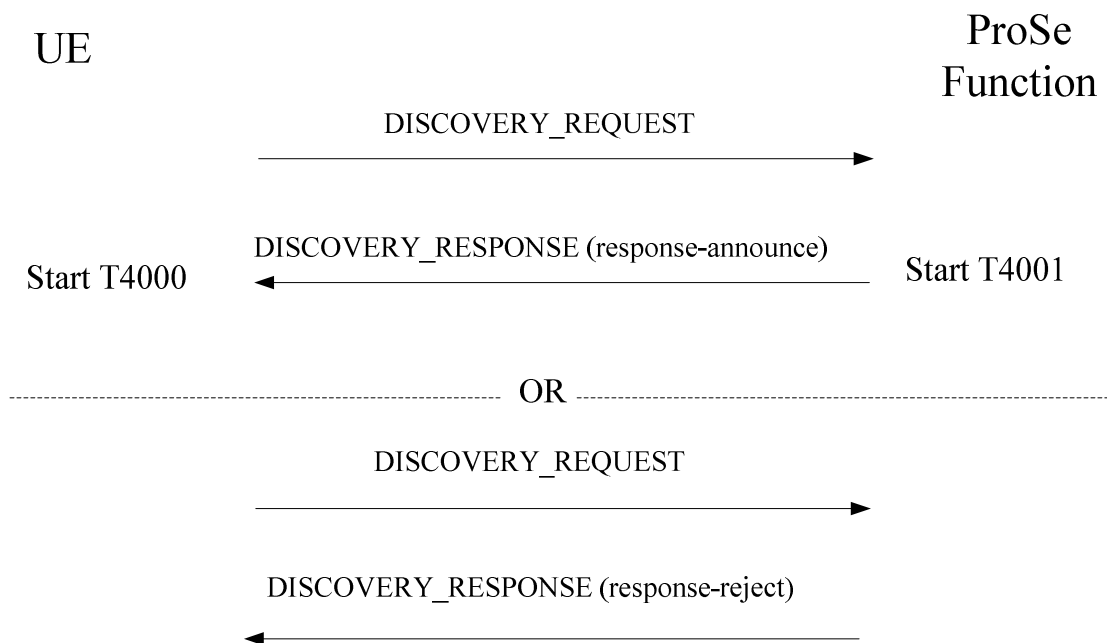 UE
ProSe
Function
DISCOVERY_REQUEST
DISCOVERY_RESPONSE (response-announce)
Start T4000
Start T4001
OR
DISCOVERY_REQUEST
DISCOVERY_RESPONSE (response-reject)